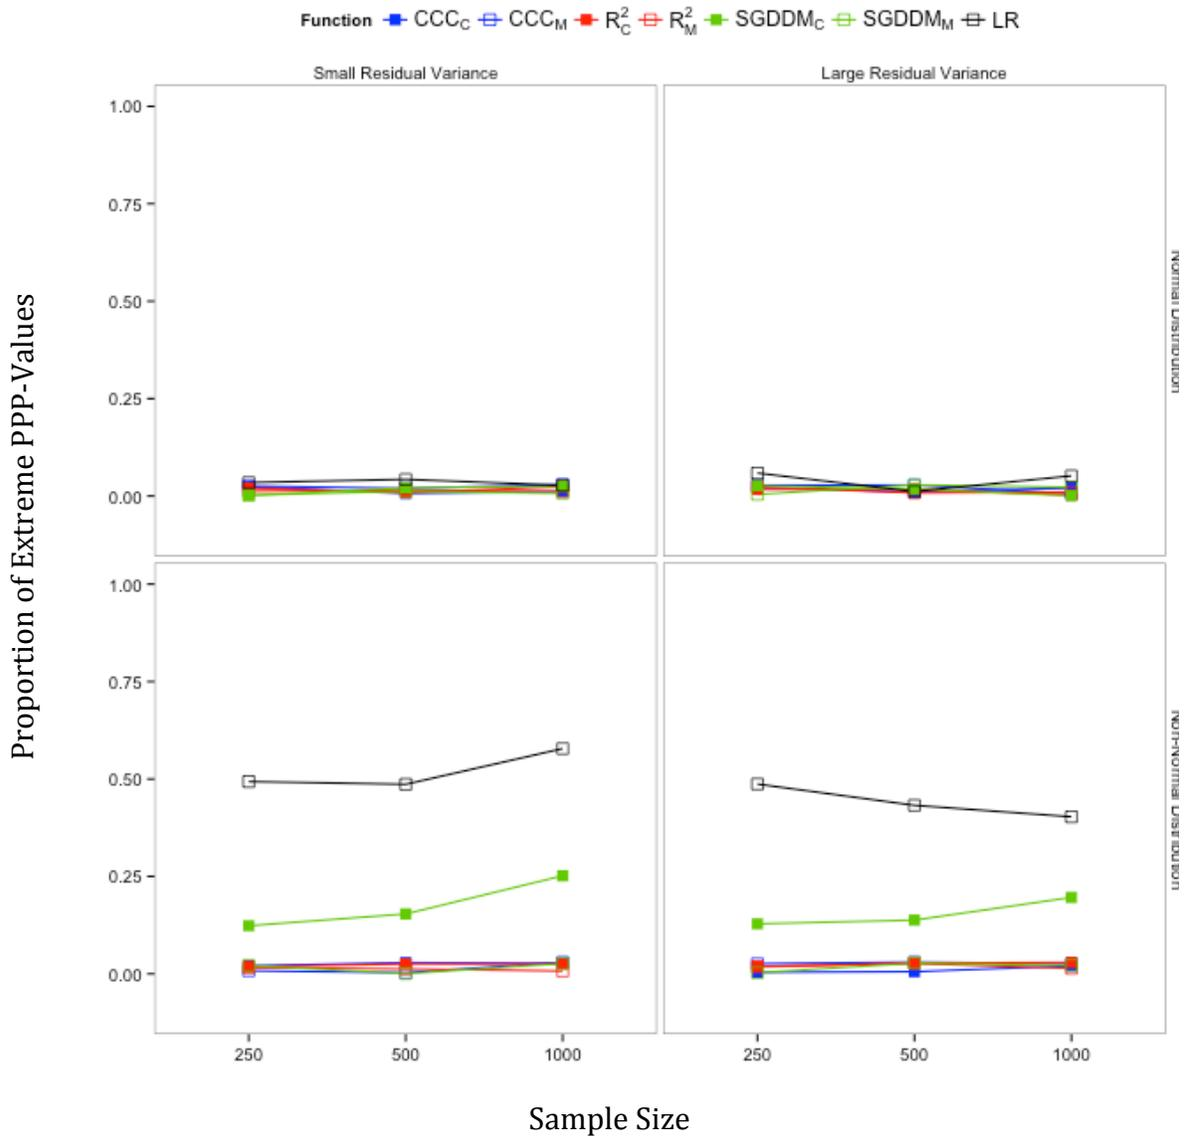 Function CCC_C CCC_M R²_C R²_M SGDDM_C SGDDM_M LR
Small Residual Variance
Large Residual Variance
1.00
0.75
0.50
0.25
0.00
Normal Distribution
1.00
0.75
0.50
0.25
0.00
Non-Normal Distribution
250 500 1000
250 500 1000
Proportion of Extreme PPP-Values
Sample Size